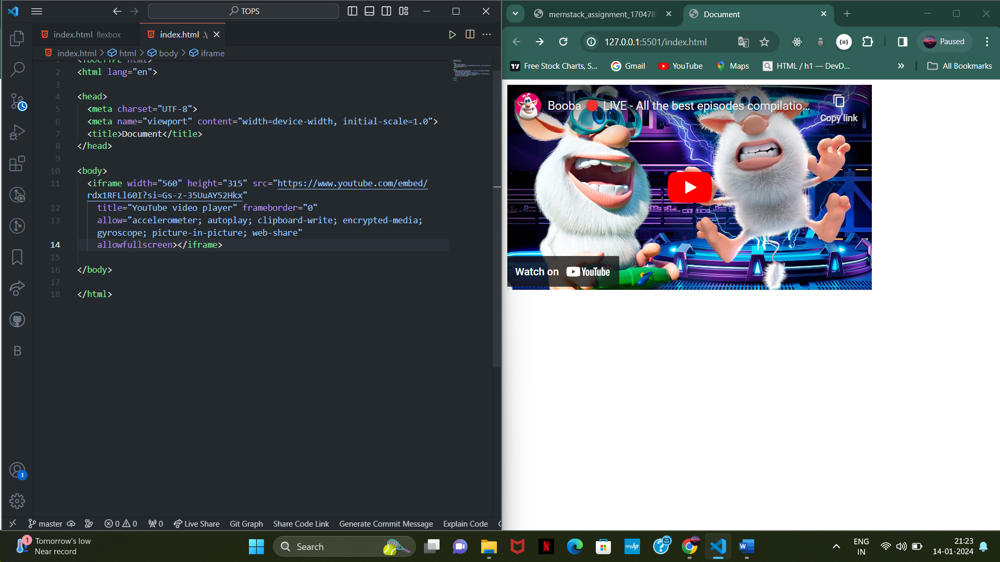 TOPS
index.html flexbox
index.html .\
index.html > html > body > iframe
1 <!DOCTYPE html>
2 <html lang="en">
3
4 <head>
5 <meta charset="UTF-8">
6 <meta name="viewport" content="width=device-width, initial-scale=1.0">
7 <title>Document</title>
8 </head>
9
10 <body>
11 <iframe width="560" height="315" src="https://www.youtube.com/embed/
rdx1RFLl60I?si=Gs-z-35UuAY52Hkx"
12 title="YouTube video player" frameborder="0"
13 allow="accelerometer; autoplay; clipboard-write; encrypted-media;
gyroscope; picture-in-picture; web-share"
14 allowfullscreen></iframe>
15
16 </body>
17
18 </html>
B
1
master 0 0 0 Live Share Git Graph Share Code Link Generate Commit Message Explain Code
mernstack_assignment_170478
Document
127.0.0.1:5501/index.html
Paused
Free Stock Charts, S... Gmail YouTube Maps HTML / h1 — DevD... All Bookmarks
Booba 🔴 LIVE - All the best episodes compilatio...
Copy link
Watch on YouTube
1
Tomorrow's low
Near record
Search
N
myhp
W
ENG
IN
21:23
14-01-2024